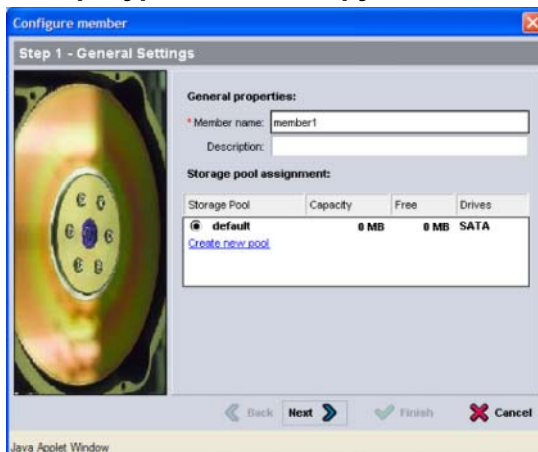 Configure member
Step 1 - General Settings
General properties:
* Member name: member1
Description:
Storage pool assignment:
Storage Pool Capacity Free Drives
default 0 MB 0 MB SATA
Create new pool
Back Next Finish Cancel
Java Applet Window